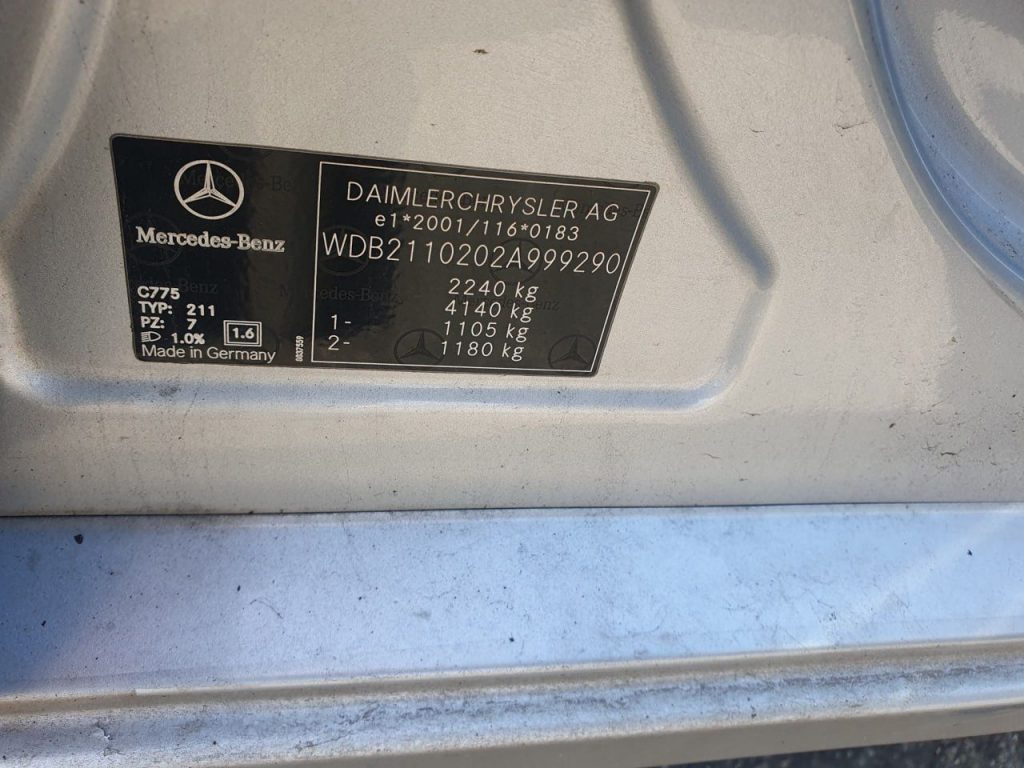 Mercedes-Benz
C775
TYP: 211
PZ: 7
1.0%
1.6
Made in Germany
0037559
DAIMLERCHRYSLER AG
e1*2001/116*0183
WDB2110202A999290
2240 kg
4140 kg
1- 1105 kg
2- 1180 kg